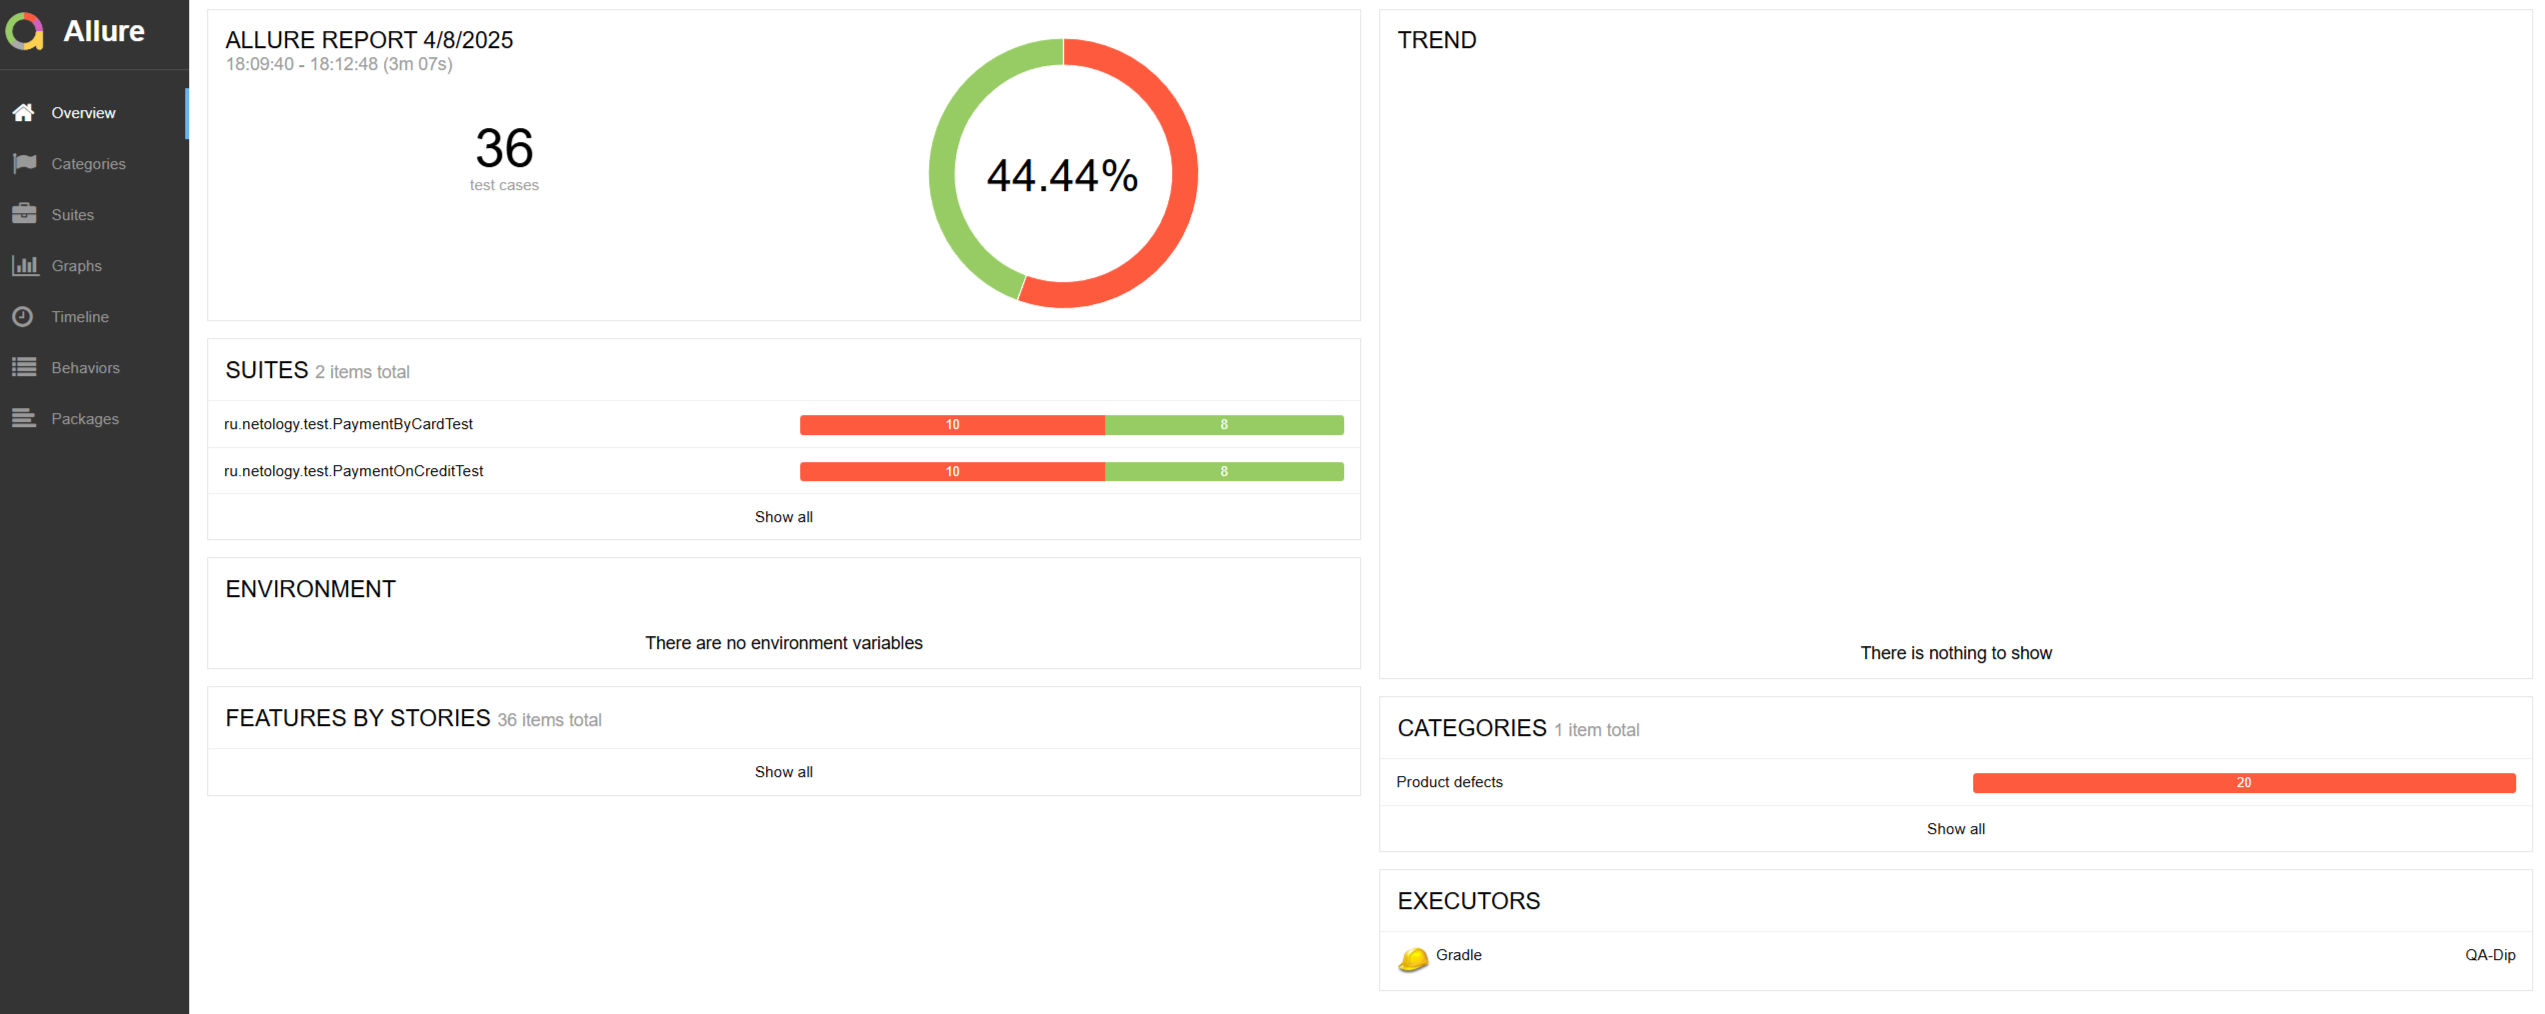 Allure
Overview
Categories
Suites
Graphs
Timeline
Behaviors
Packages
ALLURE REPORT 4/8/2025
18:09:40 - 18:12:48 (3m 07s)
36
test cases
44.44%
SUITES 2 items total
ru.netology.test.PaymentByCardTest 10 8
ru.netology.test.PaymentOnCreditTest 10 8
Show all
ENVIRONMENT
There are no environment variables
FEATURES BY STORIES 36 items total
Show all
TREND
There is nothing to show
CATEGORIES 1 item total
Product defects 20
Show all
EXECUTORS
Gradle QA-Dip